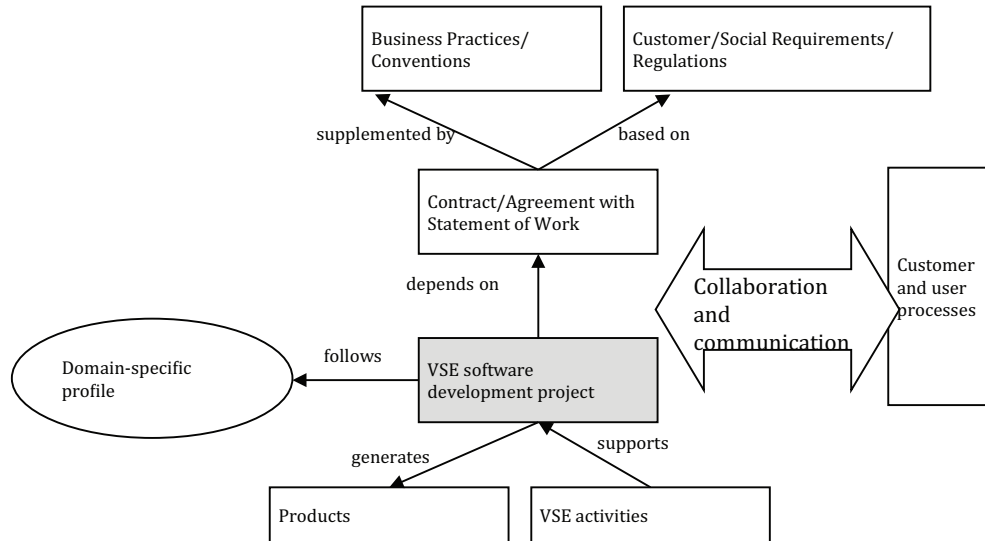 Business Practices/
Conventions
Customer/Social Requirements/
Regulations
supplemented by
based on
Contract/Agreement with
Statement of Work
depends on
Collaboration
and
communication
Customer
and user
processes
follows
Domain-specific
profile
VSE software
development project
generates
supports
Products
VSE activities